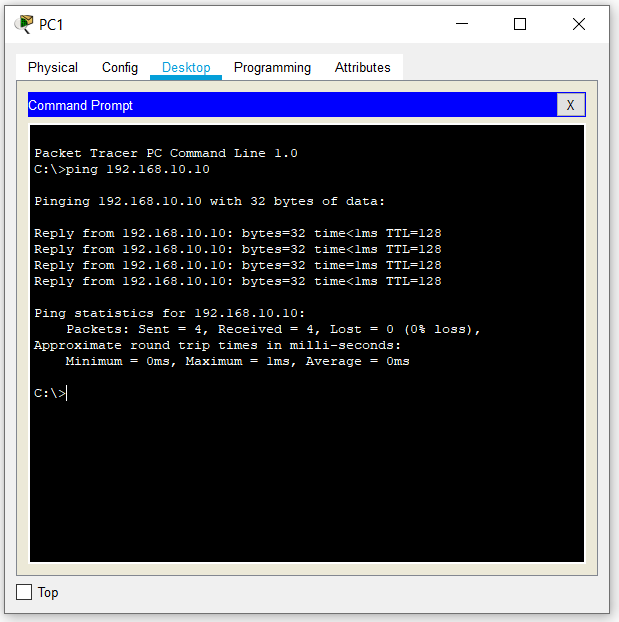 PC1
Physical Config Desktop Programming Attributes
Command Prompt X
Packet Tracer PC Command Line 1.0
C:\>ping 192.168.10.10
Pinging 192.168.10.10 with 32 bytes of data:
Reply from 192.168.10.10: bytes=32 time<1ms TTL=128
Reply from 192.168.10.10: bytes=32 time<1ms TTL=128
Reply from 192.168.10.10: bytes=32 time=1ms TTL=128
Reply from 192.168.10.10: bytes=32 time<1ms TTL=128
Ping statistics for 192.168.10.10:
Packets: Sent = 4, Received = 4, Lost = 0 (0% loss),
Approximate round trip times in milli-seconds:
Minimum = 0ms, Maximum = 1ms, Average = 0ms
C:\>
Top